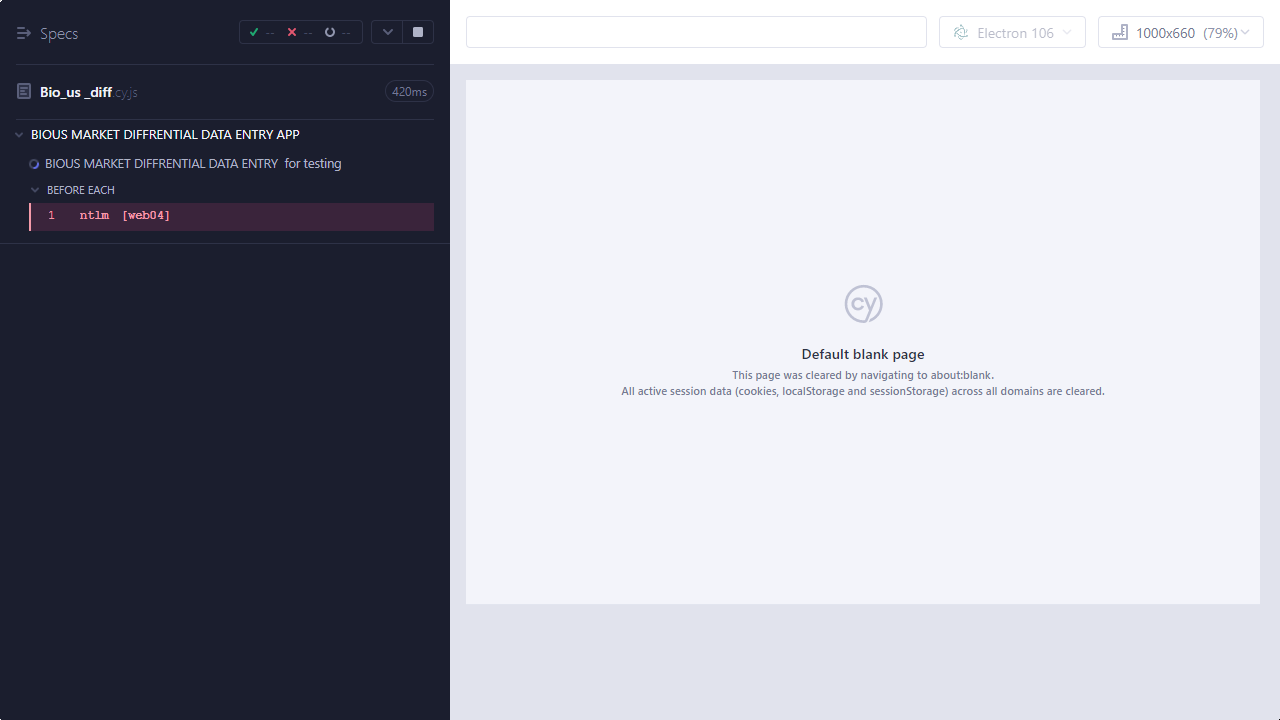 Specs
--
--
--
Electron 106
1000x660 (79%)
Bio_us _diff.cy.js
420ms
BIOUS MARKET DIFFRENTIAL DATA ENTRY APP
BIOUS MARKET DIFFRENTIAL DATA ENTRY for testing
BEFORE EACH
1 ntlm [web04]
cy
Default blank page
This page was cleared by navigating to about:blank.
All active session data (cookies, localStorage and sessionStorage) across all domains are cleared.